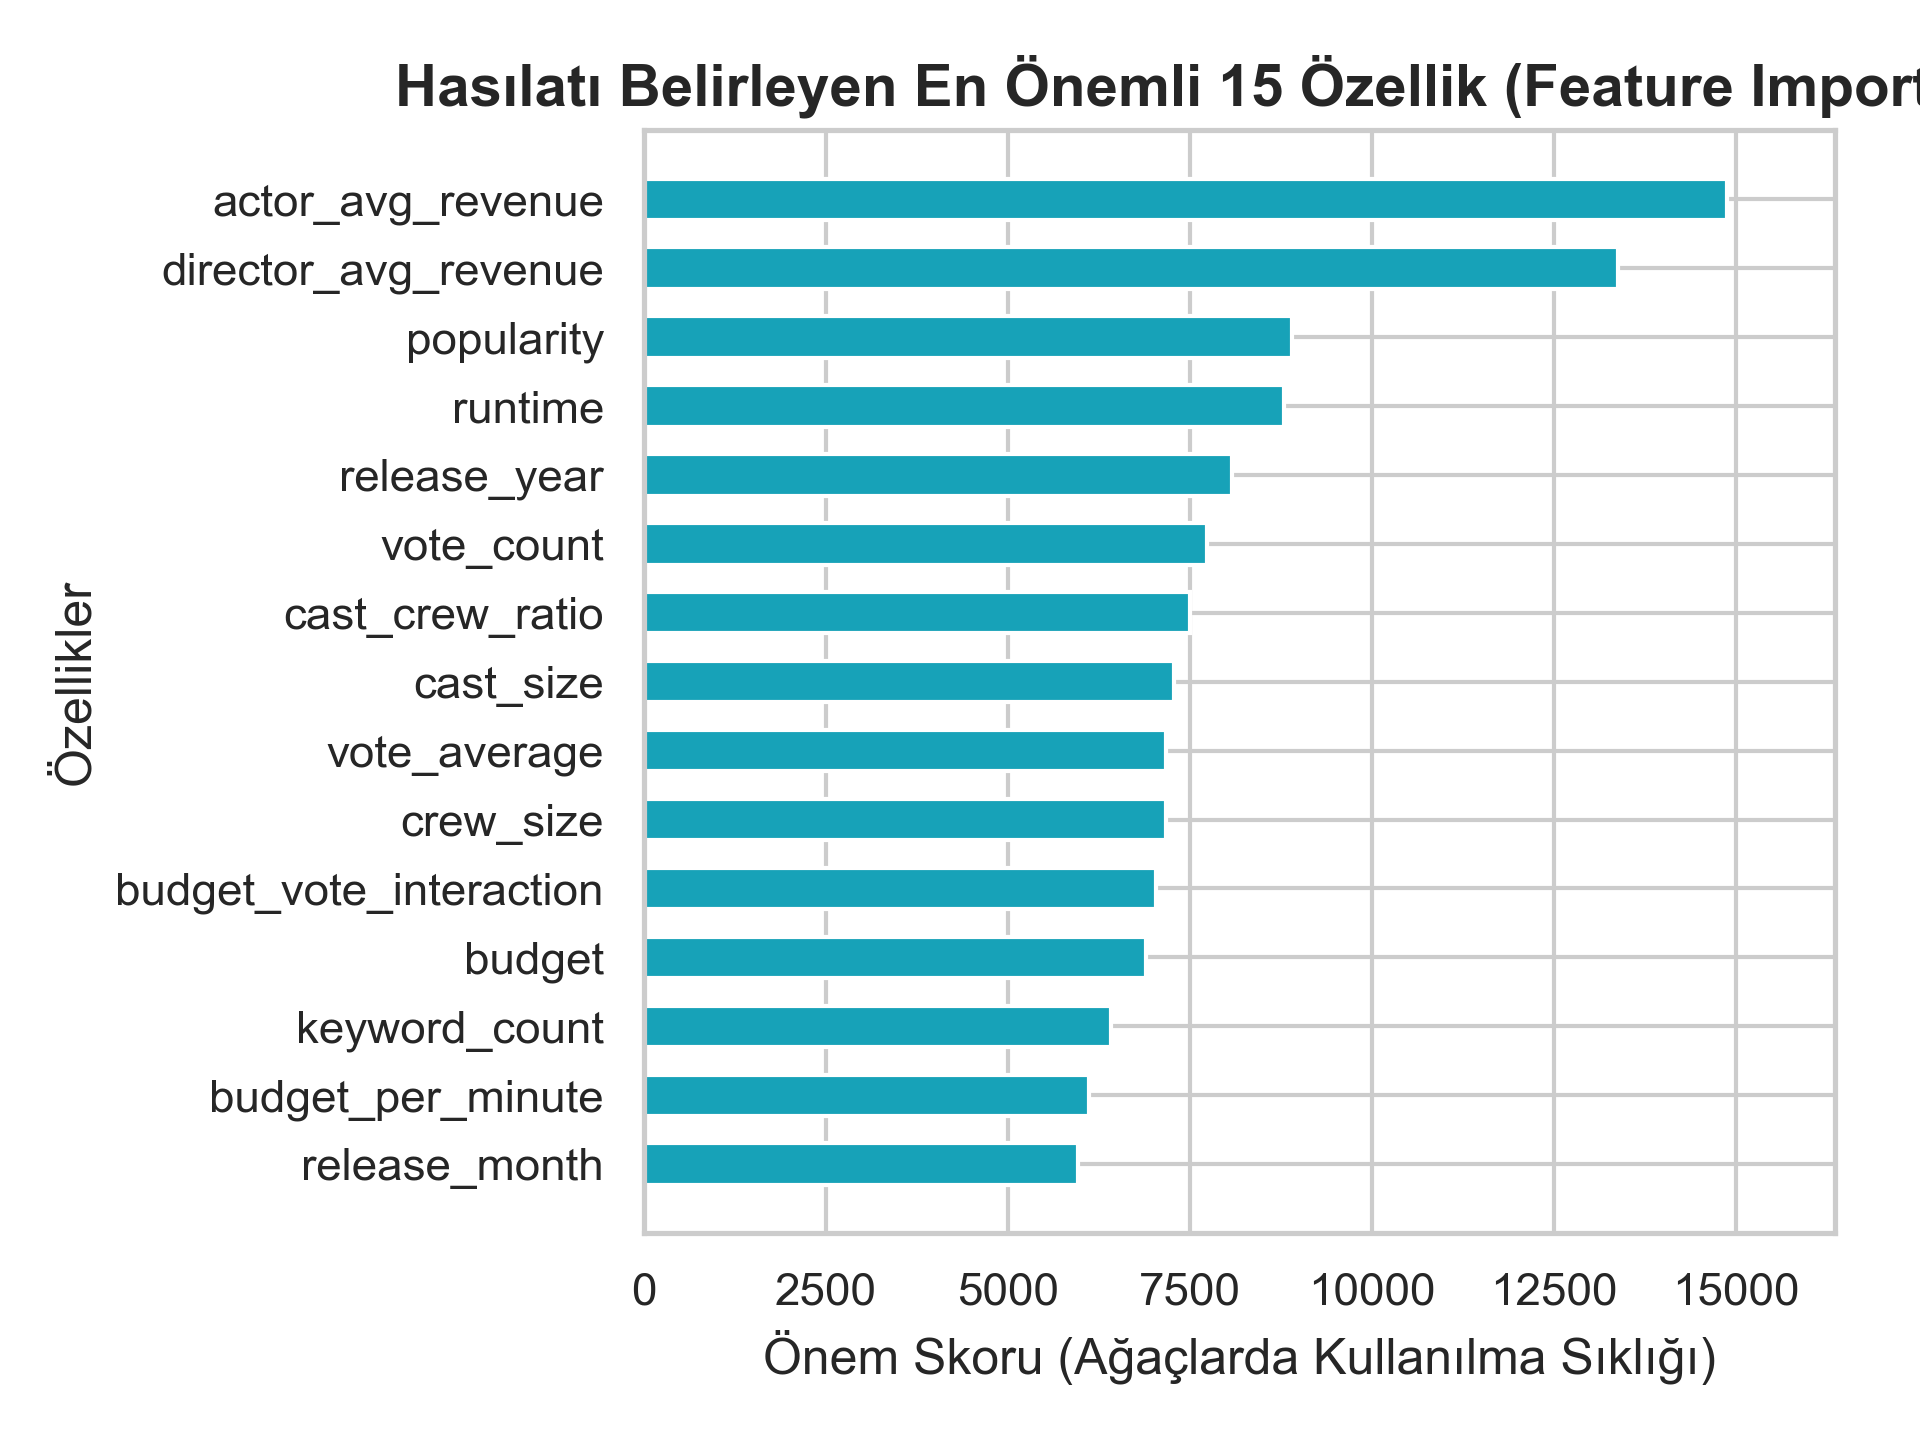 Hasılatı Belirleyen En Önemli 15 Özellik (Feature Import
actor_avg_revenue
director_avg_revenue
popularity
runtime
release_year
vote_count
cast_crew_ratio
cast_size
vote_average
crew_size
budget_vote_interaction
budget
keyword_count
budget_per_minute
release_month
Özellikler
0 2500 5000 7500 10000 12500 15000
Önem Skoru (Ağaçlarda Kullanılma Sıklığı)